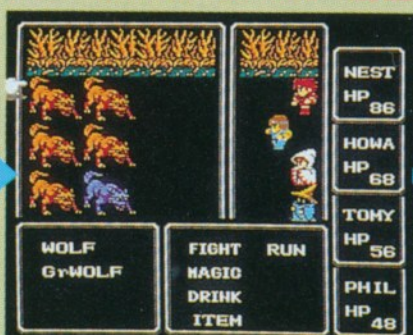 WOLF
GrWOLF
FIGHT RUN
MAGIC
DRINK
ITEM
NEST
HP
86
HOWA
HP
68
TOMY
HP
56
PHIL
HP
48